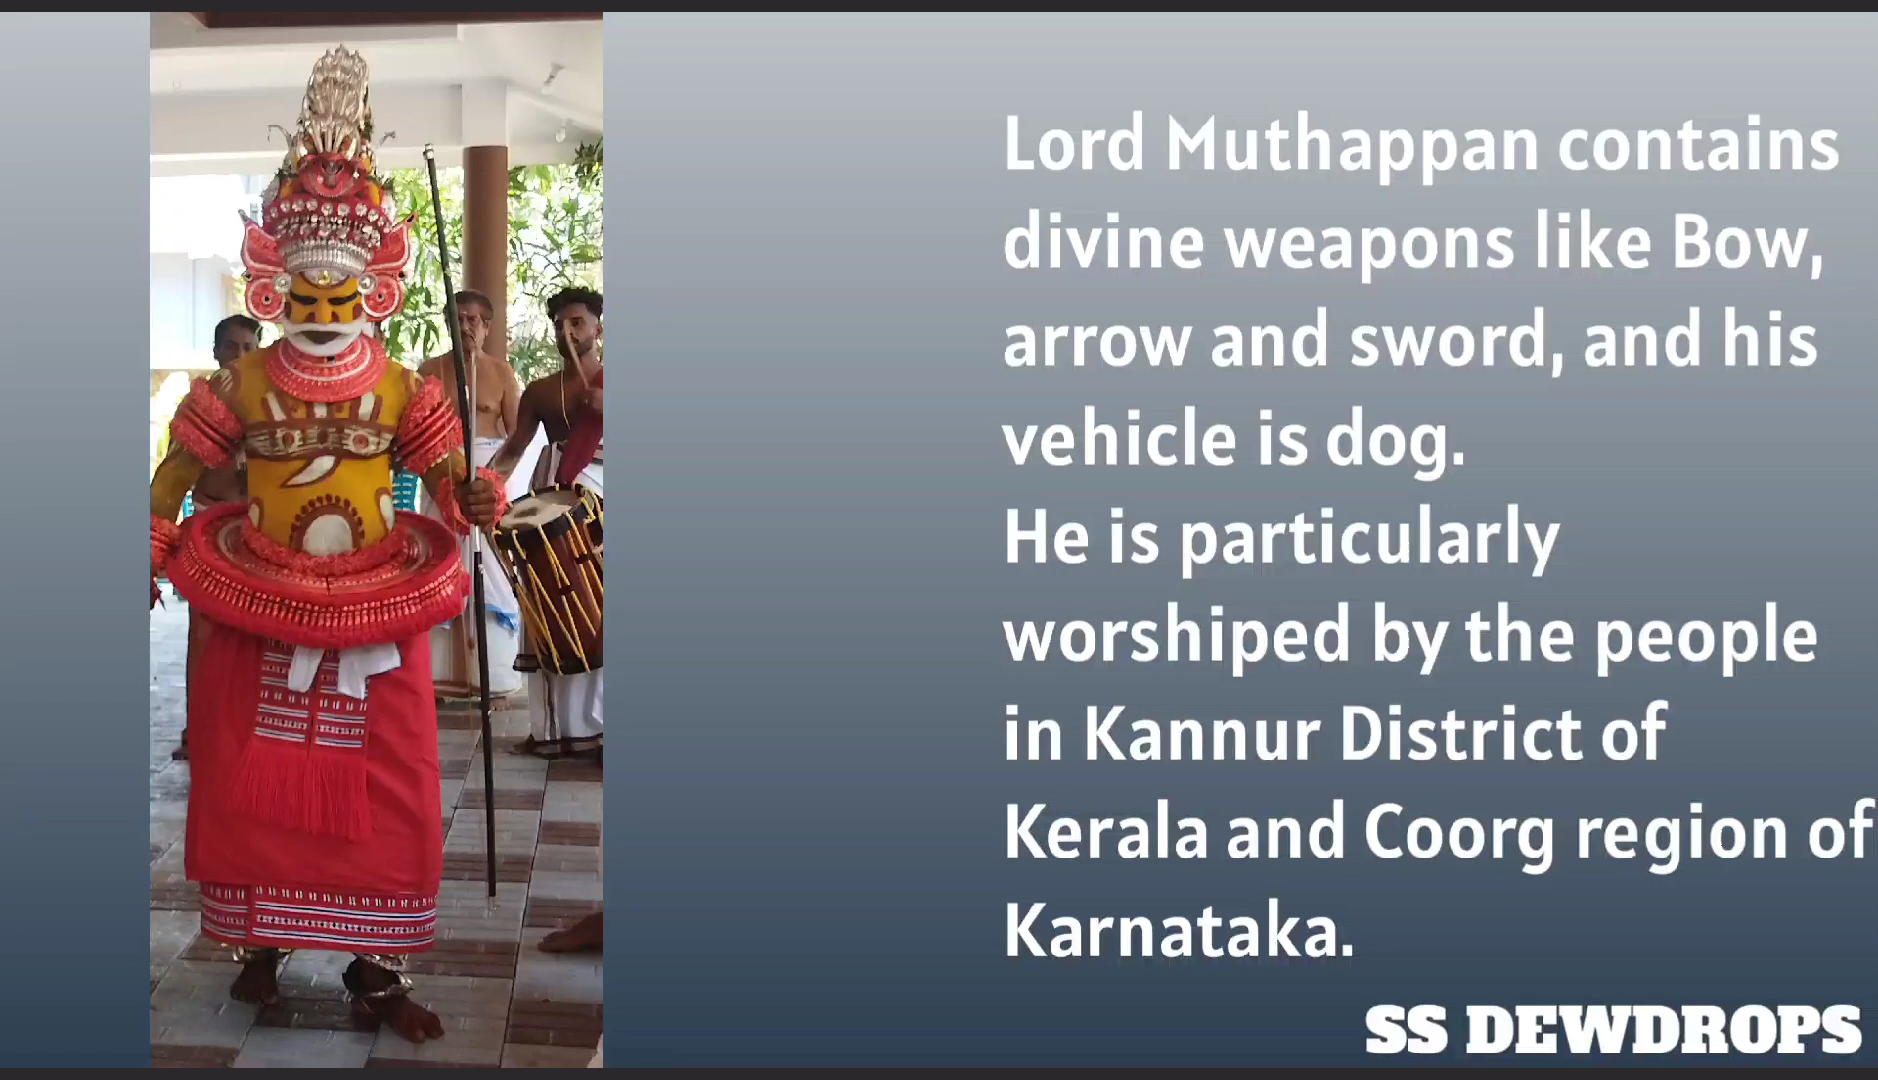 Lord Muthappan contains
divine weapons like Bow,
arrow and sword, and his
vehicle is dog.
He is particularly
worshiped by the people
in Kannur District of
Kerala and Coorg region of
Karnataka.
SS DEWDROPS